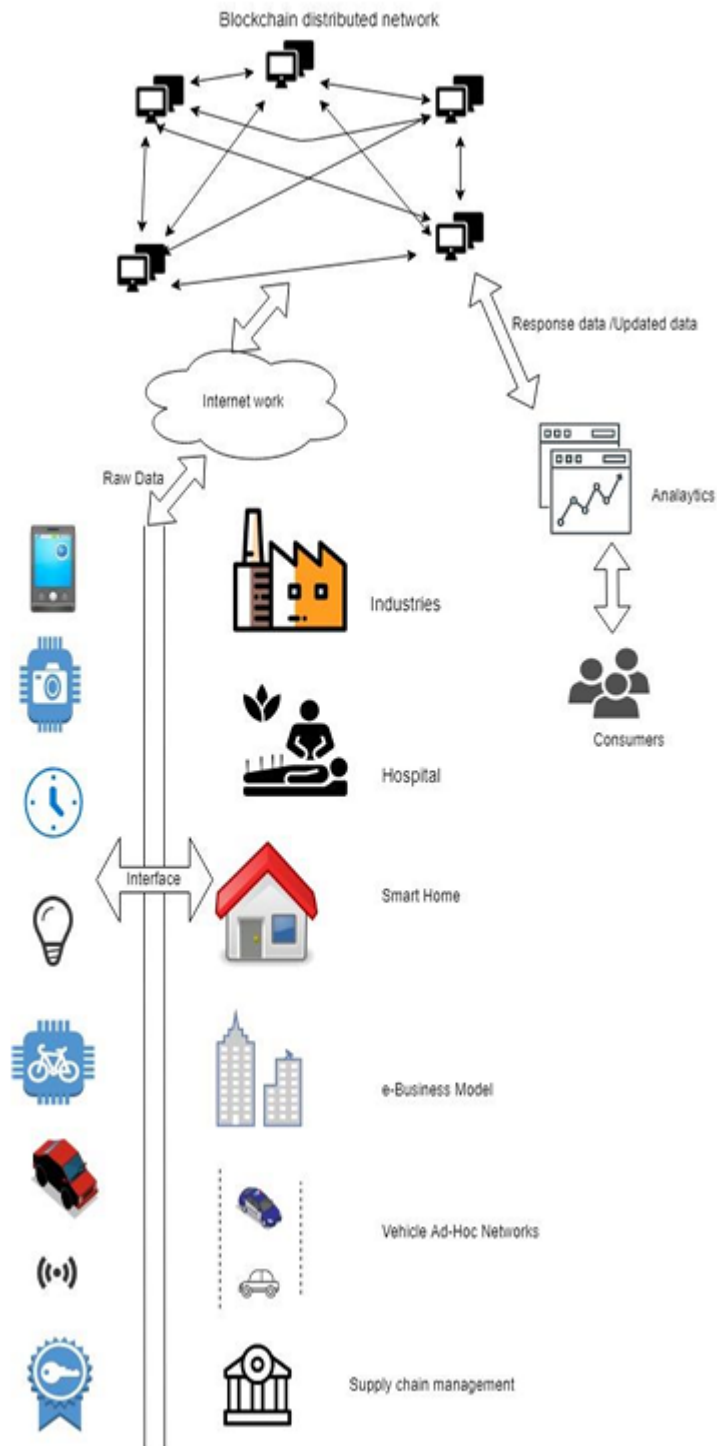 Blockchain distributed network
Response data /Updated data
Internet work
Raw Data
Analaytics
Industries
Consumers
Hospital
Interface
Smart Home
e-Business Model
Vehicle Ad-Hoc Networks
Supply chain management